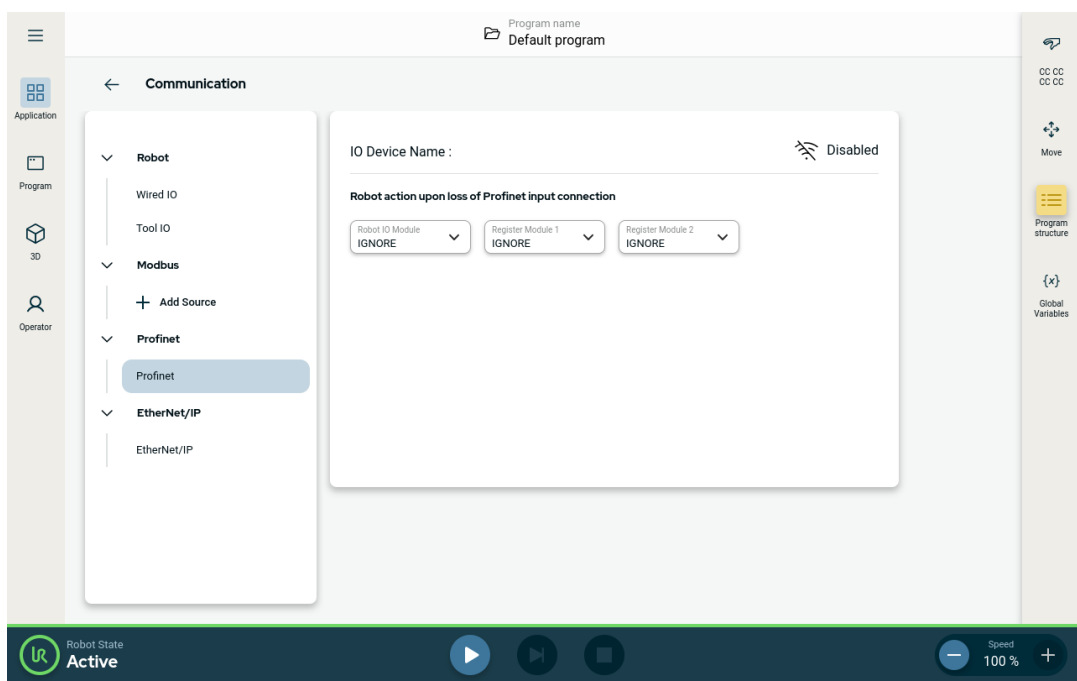 Program name
Default program
Application
Program
3D
Operator
Communication
Robot
Wired IO
Tool IO
Modbus
Add Source
Profinet
Profinet
EtherNet/IP
EtherNet/IP
IO Device Name :
Disabled
Robot action upon loss of Profinet input connection
Robot IO Module
IGNORE
Register Module 1
IGNORE
Register Module 2
IGNORE
CC CC
CC CC
Move
Program
structure
{x}
Global
Variables
UR
Robot State
Active
Speed
100 %